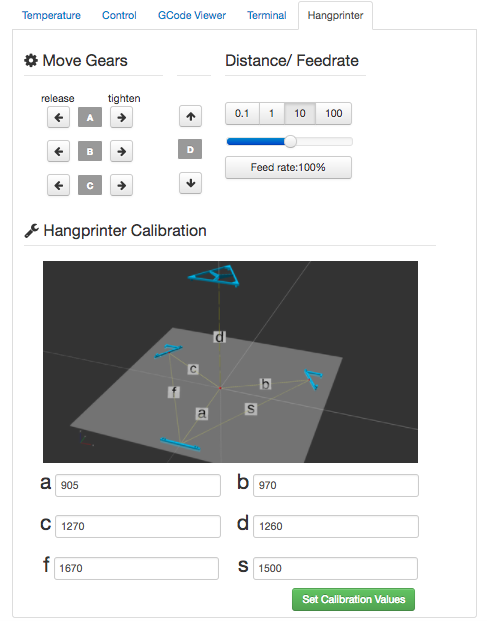 Temperature Control GCode Viewer Terminal Hangprinter
Move Gears
Distance/ Feedrate
release tighten
A
B
C
D
0.1 1 10 100
Feed rate:100%
Hangprinter Calibration
d
c
b
f
a
s
a 905
b 970
c 1270
d 1260
f 1670
s 1500
Set Calibration Values